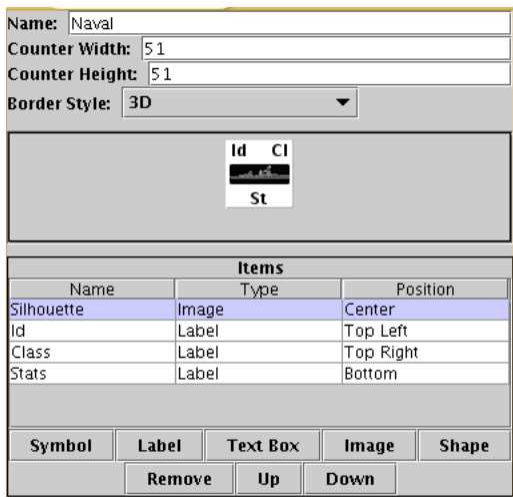 Name: Naval
Counter Width: 51
Counter Height: 51
Border Style: 3D
Id Cl
St
Items
Name Type Position
Silhouette Image Center
Id Label Top Left
Class Label Top Right
Stats Label Bottom
Symbol Label Text Box Image Shape
Remove Up Down